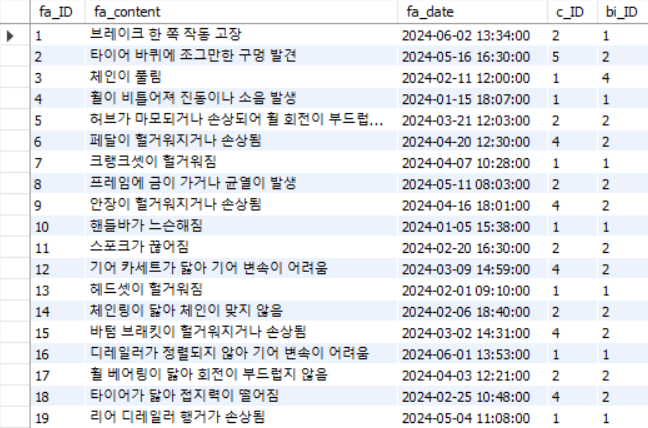 fa_ID fa_content fa_date c_ID bi_ID
1 브레이크 한 쪽 작동 고장 2024-06-02 13:34:00 2 1
2 타이어 바퀴에 조그만한 구멍 발견 2024-05-16 16:30:00 5 2
3 체인이 풀림 2024-02-11 12:00:00 1 4
4 휠이 비틀어져 진동이나 소음 발생 2024-01-15 18:07:00 1 1
5 허브가 마모되거나 손상되어 휠 회전이 부드럽... 2024-03-21 12:03:00 2 2
6 페달이 헐거워지거나 손상됨 2024-04-20 12:30:00 4 2
7 크랭크셋이 헐거워짐 2024-04-07 10:28:00 1 1
8 프레임에 금이 가거나 균열이 발생 2024-05-11 08:03:00 2 2
9 안장이 헐거워지거나 손상됨 2024-04-16 18:01:00 4 2
10 핸들바가 느슨해짐 2024-01-05 15:38:00 1 1
11 스포크가 끊어짐 2024-02-20 16:30:00 2 2
12 기어 카세트가 닳아 기어 변속이 어려움 2024-03-09 14:59:00 4 2
13 헤드셋이 헐거워짐 2024-02-01 09:10:00 1 1
14 체인링이 닳아 체인이 맞지 않음 2024-02-06 18:40:00 2 2
15 바텀 브래킷이 헐거워지거나 손상됨 2024-03-02 14:31:00 4 2
16 디레일러가 정렬되지 않아 기어 변속이 어려움 2024-06-01 13:53:00 1 1
17 휠 베어링이 닳아 회전이 부드럽지 않음 2024-04-03 12:21:00 2 2
18 타이어가 닳아 접지력이 떨어짐 2024-02-25 10:48:00 4 2
19 리어 디레일러 행거가 손상됨 2024-05-04 11:08:00 1 1